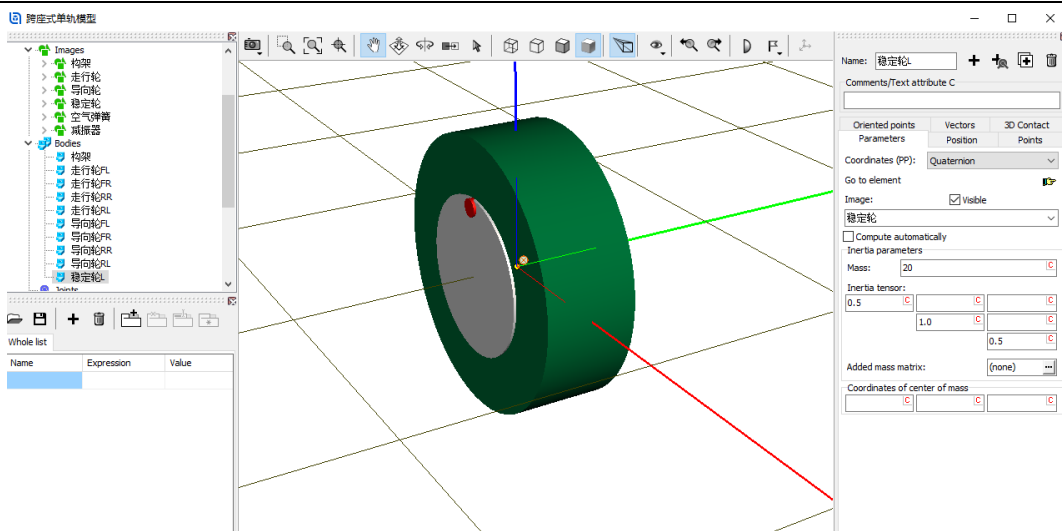 跨座式单轨模型
Images
构架
走行轮
导向轮
稳定轮
空气弹簧
减振器
Bodies
构架
走行轮FL
走行轮FR
走行轮RR
走行轮RL
导向轮FL
导向轮FR
导向轮RR
导向轮RL
稳定轮L
Joints
Whole list
Name Expression Value
Name: 稳定轮L
Comments/Text attribute C
Oriented points Vectors 3D Contact
Parameters Position Points
Coordinates (PP): Quaternion
Go to element
Image: Visible
稳定轮
Compute automatically
Inertia parameters
Mass: 20 C
Inertia tensor:
0.5 C C C
1.0 C C
0.5 C
Added mass matrix: (none) ...
Coordinates of center of mass
C C C